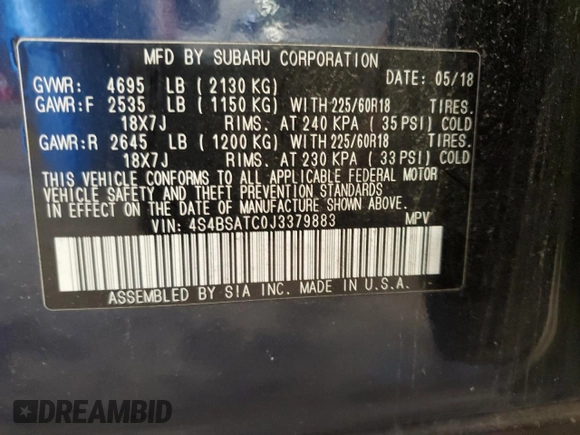 MFD BY SUBARU CORPORATION
GVWR: 4695 LB ( 2130 KG) DATE: 05/18
GAWR:F 2535 LB ( 1150 KG) WITH 225/60R18 TIRES.
18X7J RIMS. AT 240 KPA ( 35 PSI) COLD
GAWR:R 2645 LB ( 1200 KG) WITH 225/60R18 TIRES.
18X7J RIMS. AT 230 KPA ( 33 PSI) COLD
THIS VEHICLE CONFORMS TO ALL APPLICABLE FEDERAL MOTOR
VEHICLE SAFETY AND THEFT PREVENTION STANDARDS
IN EFFECT ON THE DATE OF MANUFACTURE SHOWN ABOVE.
VIN: 4S4BSATC0J3379883 MPV
ASSEMBLED BY SIA INC. MADE IN U.S.A.
DREAMBID